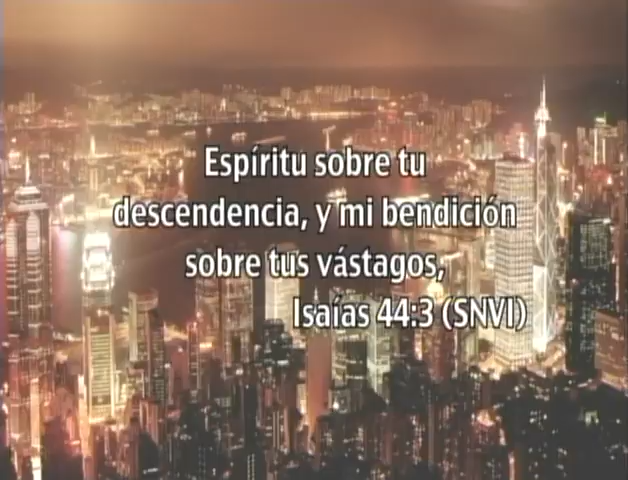 Espíritu sobre tu
descendencia, y mi bendición
sobre tus vástagos,
Isaías 44:3 (SNVI)